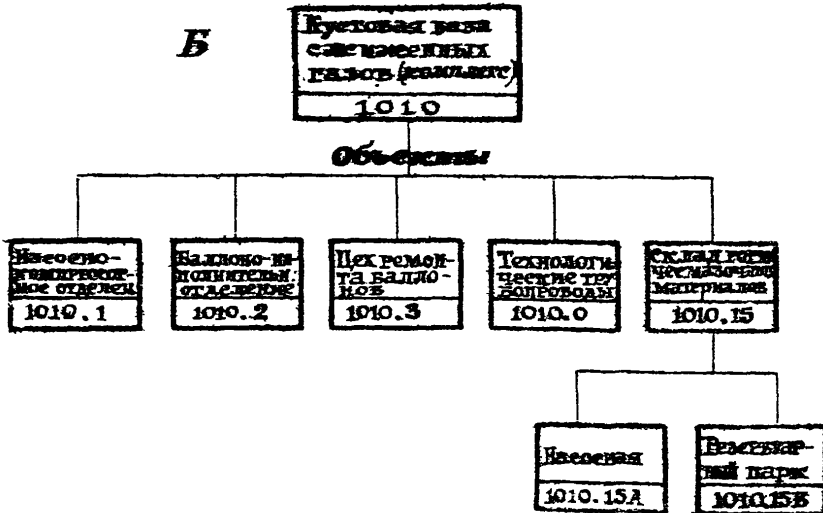 Б
Кустовая база
сжиженных
газов (комплекс)
1010
Объекты
Насосно-
компрессор-
ное отделен.
1010.1
Баллоно-на-
полнительн.
отделение
1010.2
Цех ремон-
та балло-
нов
1010.3
Технологи-
ческие тру
бопроводы
1010.0
Склад горю
чесмазочных
материалов
1010.15
Насосная
1010.15А
Резервуар-
ный парк
1010.15Б